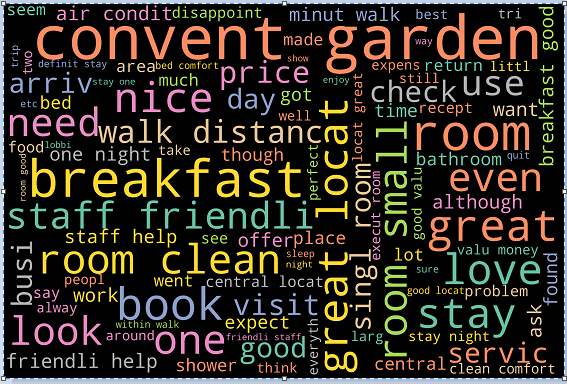 seem air condit disappoint minut walk best tri good
convent garden
trip two definit stay area bed comfort made show way expens return littl
arriv stay one much price enjoy still check use
etc bed nice day got time recept want
need walk distanc well great locat room breakfast good
food lobbi one night take though perfect locat great bathroom quit
room good breakfast singl room execut room room small good valu even
staff friendli although
staff help see offer place great
busi room clean sleep night lot valu money
peopl went central locat sure love found
say work book visit good locat problem
alway within walk expect stay ask
look around one friendli staff good everyth larg stay night servic
friendli help shower think central clean comfort